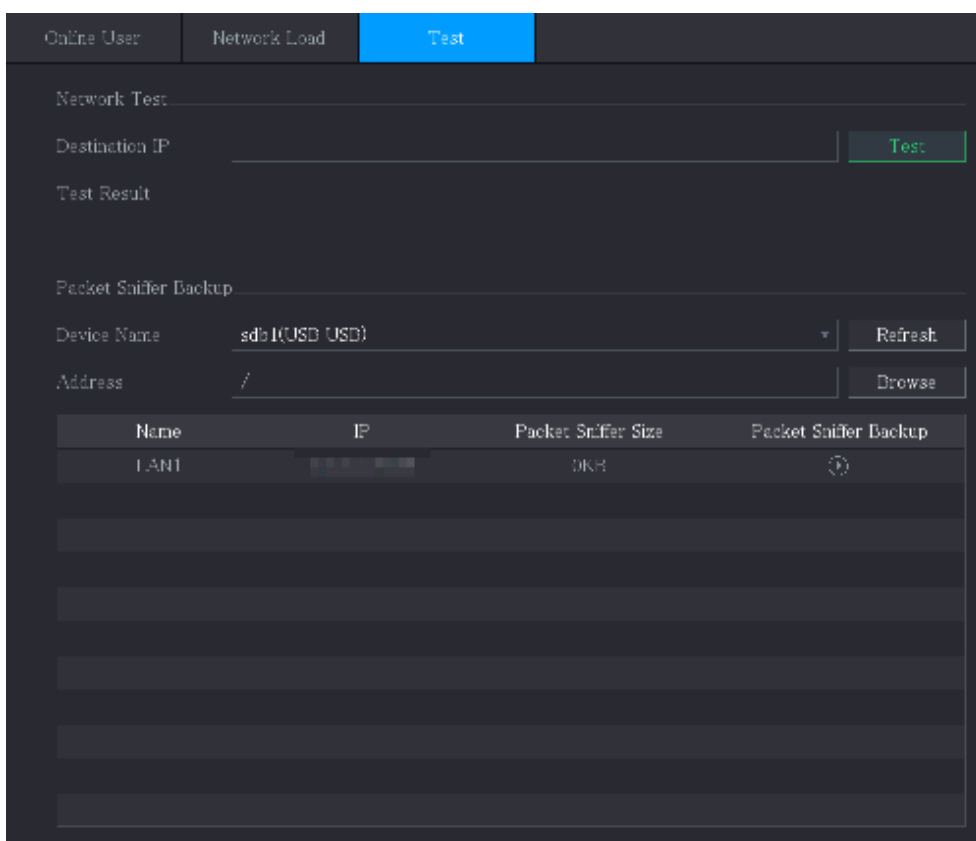 Online User Network Load Test
Network Test
Destination IP Test
Test Result
Packet Sniffer Backup
Device Name sdb1(USB USB) Refresh
Address / Browse
Name IP Packet Sniffer Size Packet Sniffer Backup
LAN1 0KB